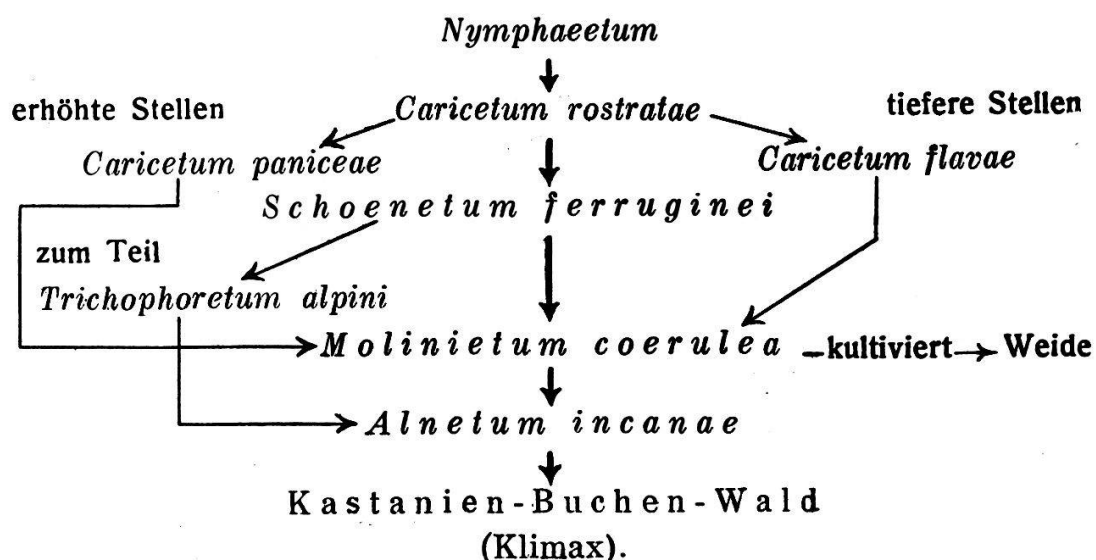 Nymphaeetum
erhöhte Stellen
Caricetum rostratae
tiefere Stellen
Caricetum paniceae
Caricetum flavae
Schoenetum ferruginei
zum Teil
Trichophoretum alpini
Molinietum coerulea –kultiviert→ Weide
Alnetum incanae
Kastanien-Buchen-Wald
(Klimax).